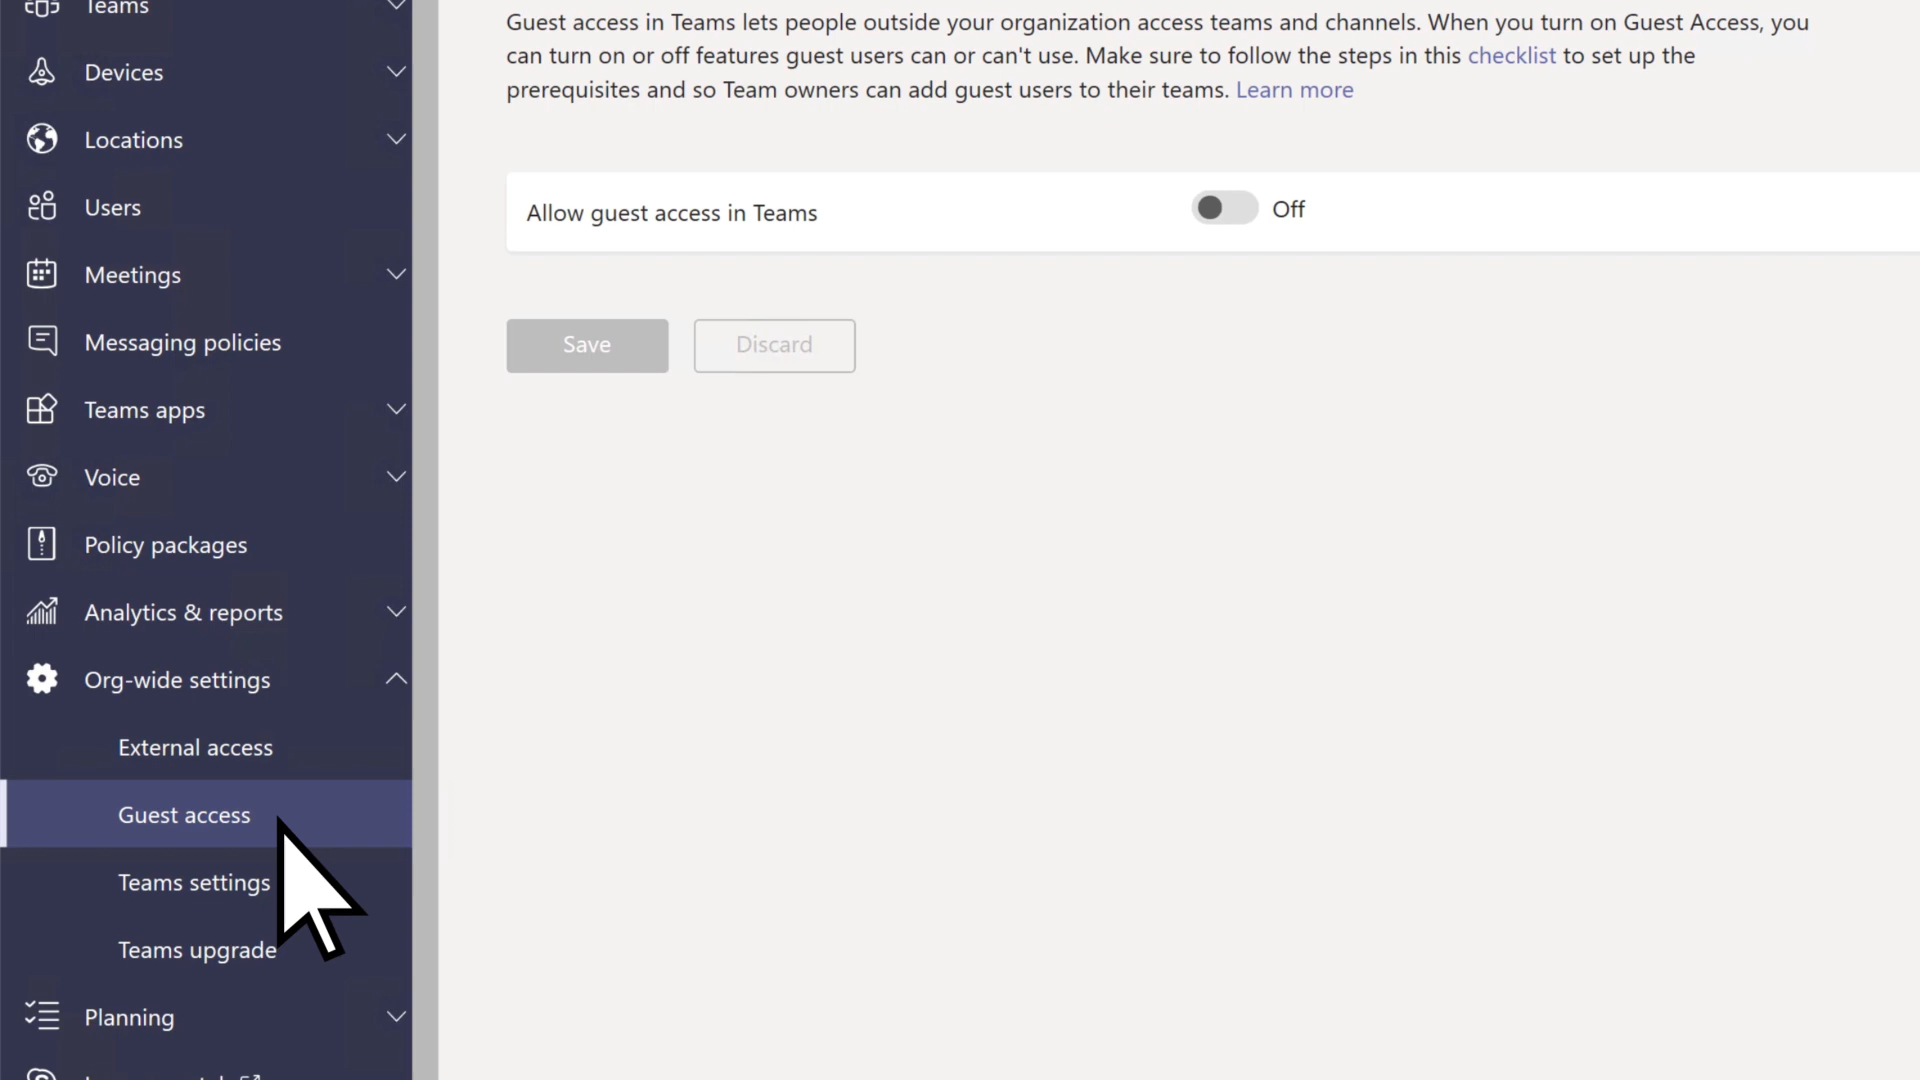 Teams
Devices
Locations
Users
Meetings
Messaging policies
Teams apps
Voice
Policy packages
Analytics & reports
Org-wide settings
External access
Guest access
Teams settings
Teams upgrade
Planning
Guest access in Teams lets people outside your organization access teams and channels. When you turn on Guest Access, you
can turn on or off features guest users can or can't use. Make sure to follow the steps in this checklist to set up the
prerequisites and so Team owners can add guest users to their teams. Learn more
Allow guest access in Teams
Off
Save
Discard